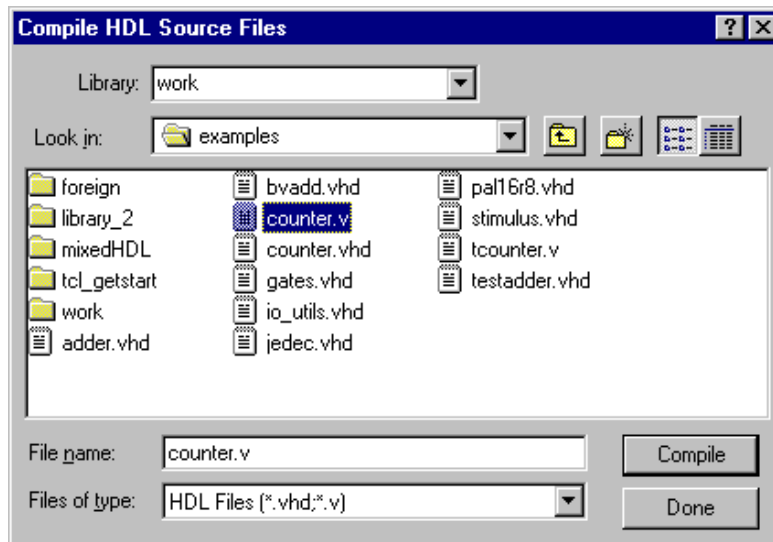 Compile HDL Source Files
Library: work
Look in: examples
foreign bvadd.vhd pal16r8.vhd
library_2 counter.v stimulus.vhd
mixedHDL counter.vhd tcounter.v
tcl_getstart gates.vhd testadder.vhd
work io_utils.vhd
adder.vhd jedec.vhd
File name: counter.v Compile
Files of type: HDL Files (*.vhd;*.v) Done